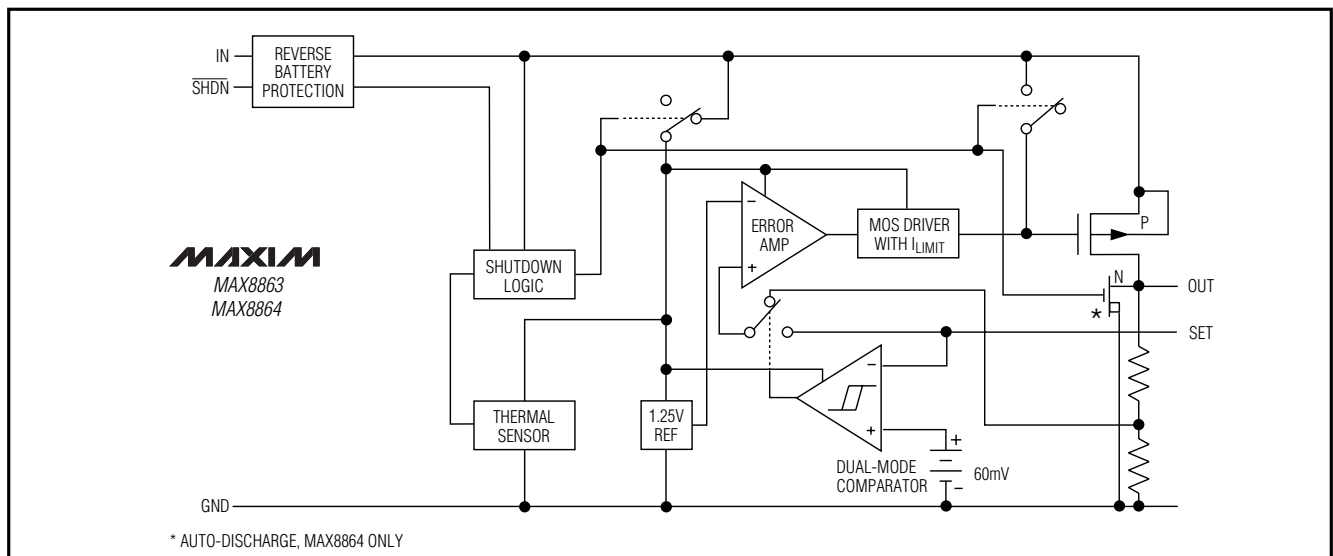 IN
SHDN
REVERSE
BATTERY
PROTECTION
MAXIM
MAX8863
MAX8864
SHUTDOWN
LOGIC
THERMAL
SENSOR
1.25V
REF
−
ERROR
AMP
+
MOS DRIVER
WITH ILIMIT
P
N
*
OUT
SET
−
+
DUAL-MODE
COMPARATOR
+
60mV
−
GND
* AUTO-DISCHARGE, MAX8864 ONLY